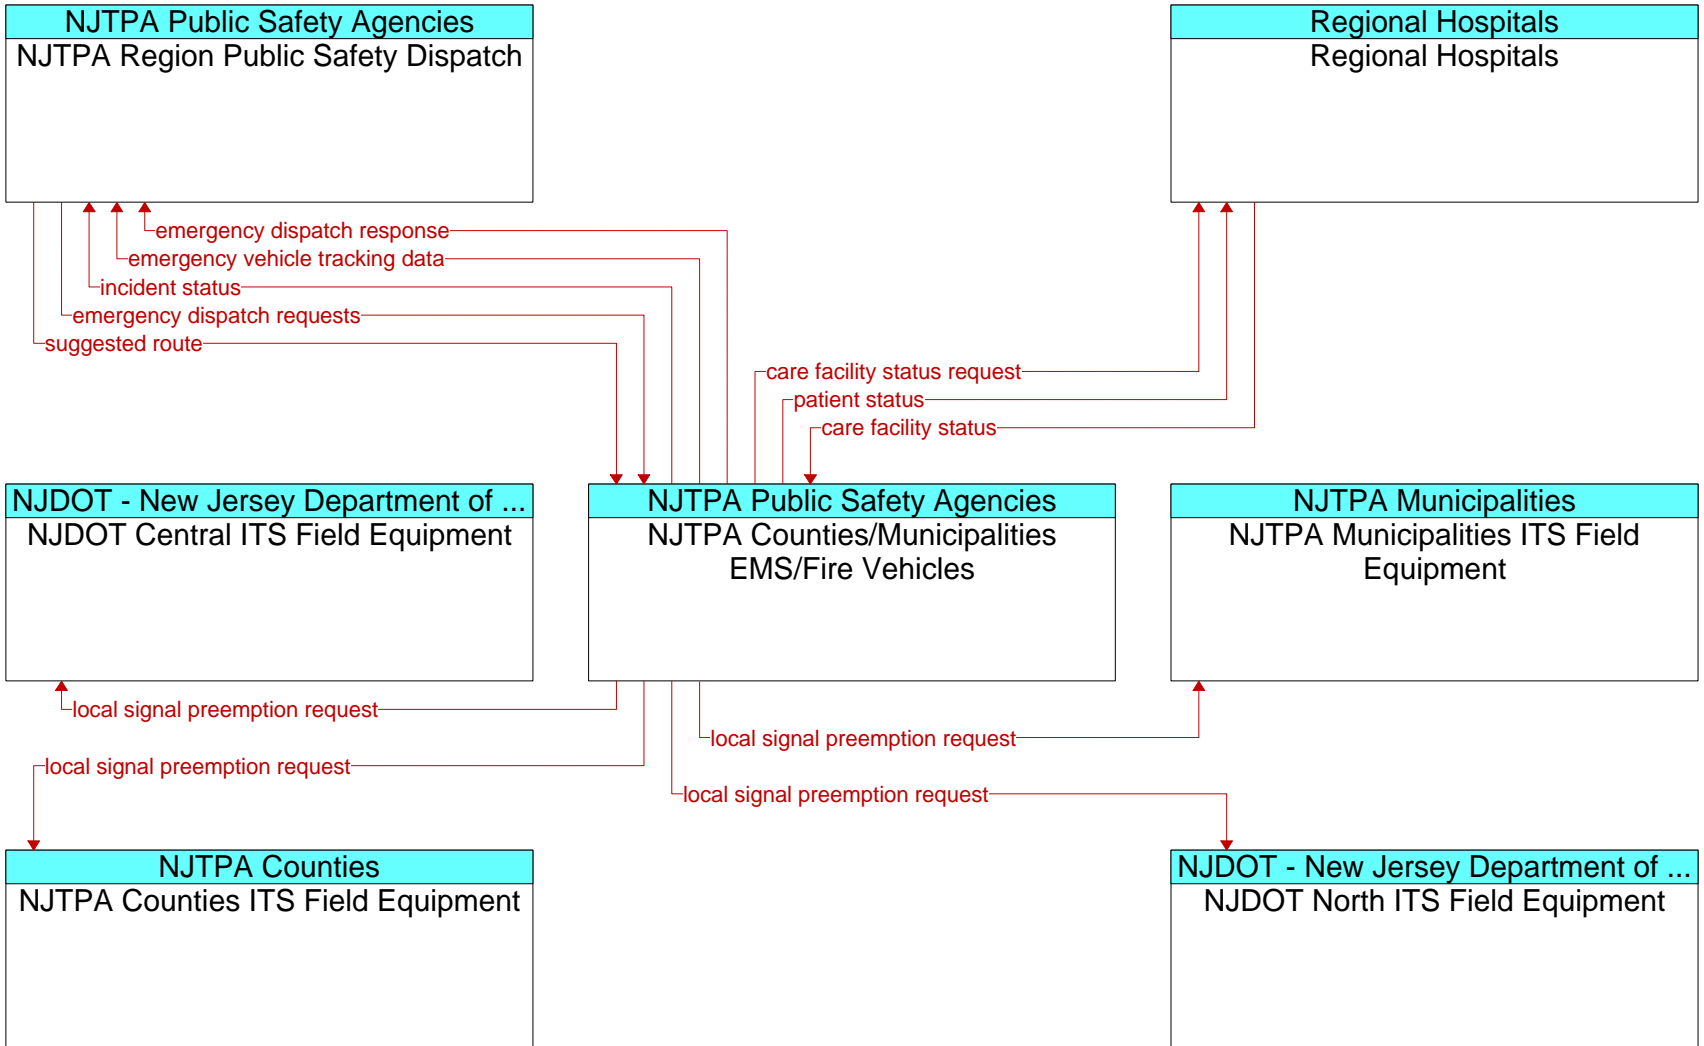 NJTPA Public Safety Agencies
NJTPA Region Public Safety Dispatch
Regional Hospitals
Regional Hospitals
emergency dispatch response
emergency vehicle tracking data
incident status
emergency dispatch requests
suggested route
care facility status request
patient status
care facility status
NJDOT - New Jersey Department of ...
NJDOT Central ITS Field Equipment
NJTPA Public Safety Agencies
NJTPA Counties/Municipalities
EMS/Fire Vehicles
NJTPA Municipalities
NJTPA Municipalities ITS Field
Equipment
local signal preemption request
local signal preemption request
local signal preemption request
local signal preemption request
NJTPA Counties
NJTPA Counties ITS Field Equipment
NJDOT - New Jersey Department of ...
NJDOT North ITS Field Equipment